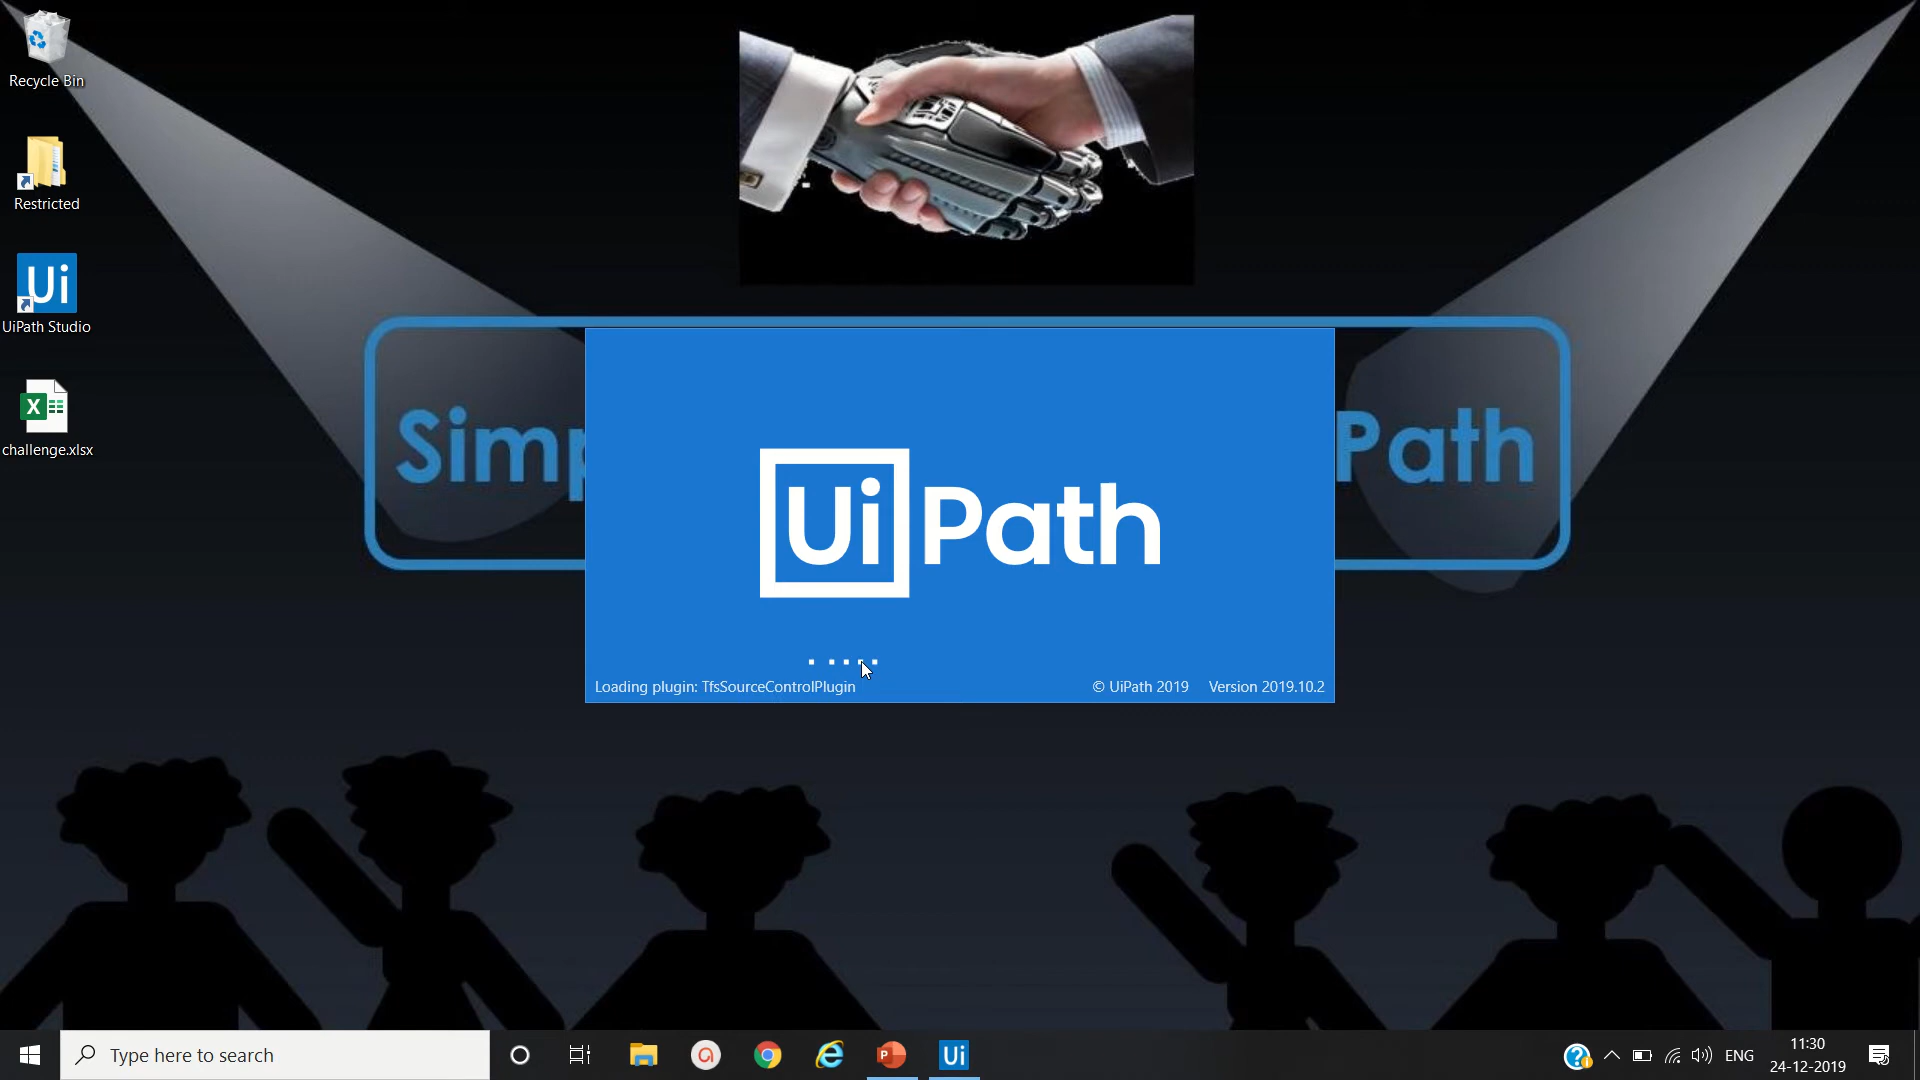 Recycle Bin
Restricted
Ui
UiPath Studio
X
challenge.xlsx
Simp
Path
UiPath
Loading plugin: TfsSourceControlPlugin
© UiPath 2019 Version 2019.10.2
Type here to search
P
Ui
ENG
11:30
24-12-2019